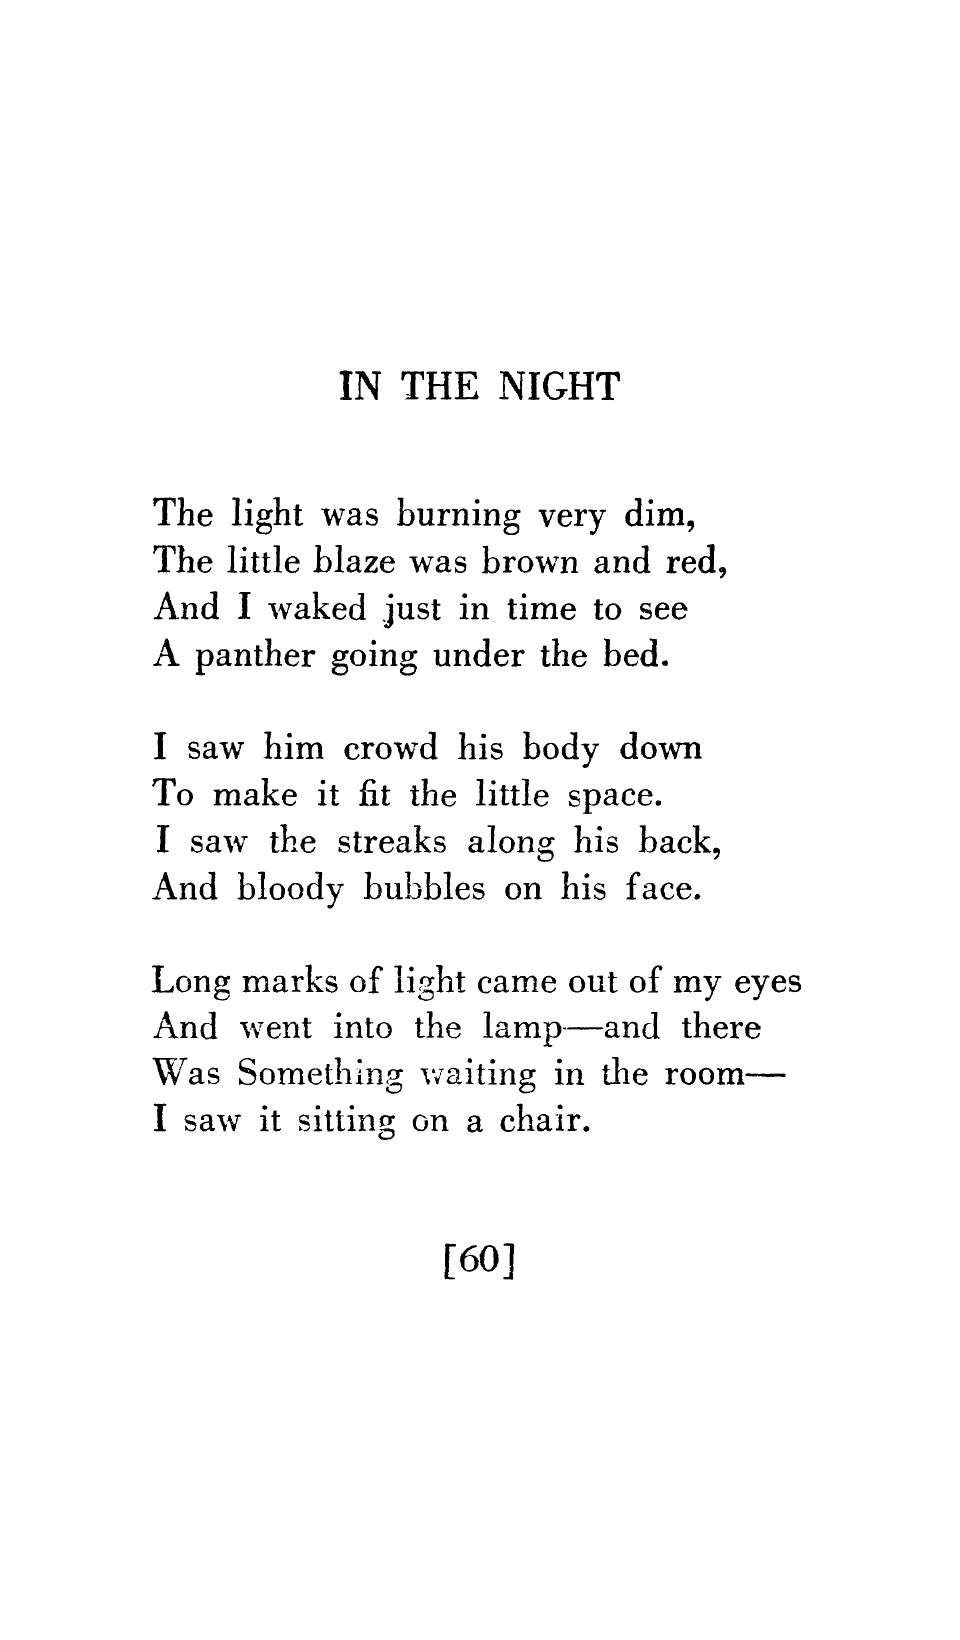 IN THE NIGHT
The light was burning very dim,
The little blaze was brown and red,
And I waked just in time to see
A panther going under the bed.
I saw him crowd his body down
To make it fit the little space.
I saw the streaks along his back,
And bloody bubbles on his face.
Long marks of light came out of my eyes
And went into the lamp—and there
Was Something waiting in the room—
I saw it sitting on a chair.
[60]